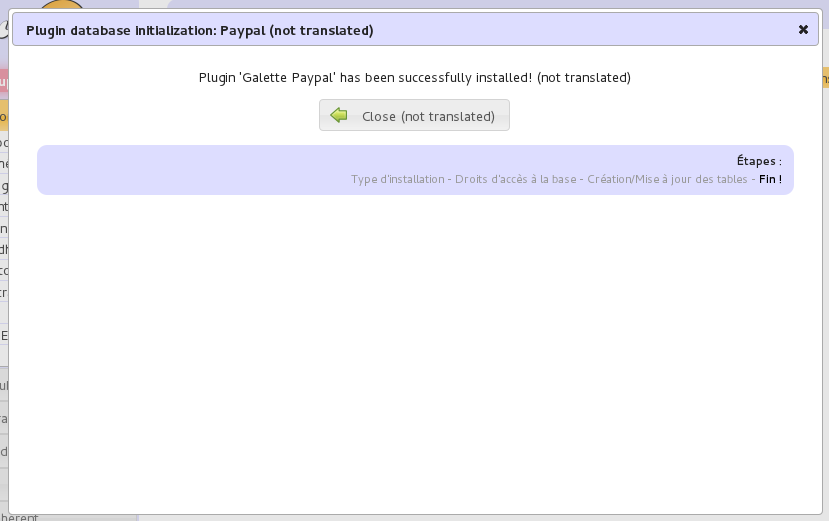 Plugin database initialization: Paypal (not translated)
Plugin 'Galette Paypal' has been successfully installed! (not translated)
Close (not translated)
Étapes :
Type d'installation - Droits d'accès à la base - Création/Mise à jour des tables - Fin !